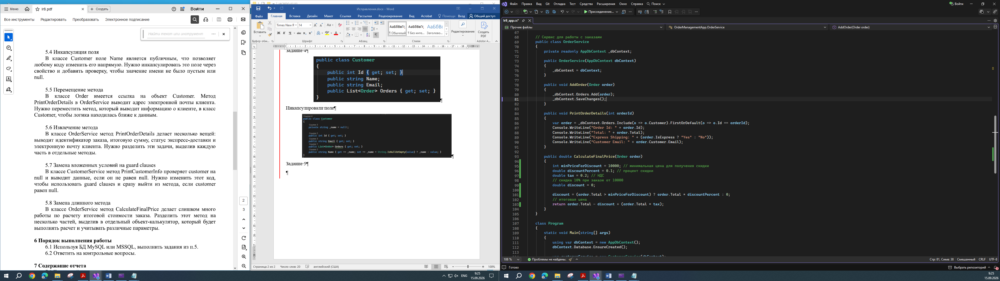 Меню
lr8.pdf
Создать
Войти
Все инструменты
Редактировать
Преобразовать
Электронное подписание
Найти текст или инструмент
5.4 Инкапсуляция поля
В классе Customer поле Name является публичным, что позволяет
любому коду изменить его напрямую. Нужно инкапсулировать это поле через
свойство и добавить проверку, чтобы значение имени не было пустым или
null.
5.5 Перемещение метода
В классе Order имеется ссылка на объект Customer. Метод
PrintOrderDetails в OrderService выводит адрес электронной почты клиента.
Нужно переместить метод, который выводит информацию о клиенте, в класс
Customer, чтобы логика находилась ближе к данным.
5.6 Извлечение метода
В классе OrderService метод PrintOrderDetails делает несколько вещей:
выводит идентификатор заказа, итоговую сумму, статус экспресс-доставки и
электронную почту клиента. Нужно разделить эти задачи, выделив каждую
часть в отдельные методы.
5.7 Замена вложенных условий на guard clauses
В классе CustomerService метод PrintCustomerInfo проверяет customer на
null и выводит данные, если он не равен null. Нужно изменить этот код,
чтобы использовать guard clauses и сразу выйти из метода, если customer
равен null.
5.8 Замена длинного метода
В классе OrderService метод CalculateFinalPrice делает слишком много
работы по расчету итоговой стоимости заказа. Разделить этот метод на
несколько частей, выделив в отдельный объект-калькулятор, который будет
выполнять расчет и учитывать различные параметры.
6 Порядок выполнения работы
6.1 Используя БД MySQL или MSSQL, выполнить задания из п.5.
6.2 Ответить на контрольные вопросы.
7 Содержание отчета
2
3
Исправления.docx - Word
Файл
Главная
Вставка
Дизайн
Макет
Ссылки
Рассылки
Рецензирование
Вид
Acrobat
Помощн
Вход
Общий доступ
Вставить
Times New R
14
Ж К Ч
АаБбВвГг,
АаБбВвГг,
АаБбВвІ
¶ Обычный
¶ Без инте...
Заголово...
Редактирование
Создать
PDF
Буфер обм...
Шрифт
Абзац
Стили
Adobe A...
Задание·4¶
public class Customer
{
public int Id { get; set; }
public string Name;
public string Email;
public List<Order> Orders { get; set; }
}
¶
Инкапсулировали·поле¶
Ссылок: 4
public class Customer
{
Ссылок: 3
private string _name = null!;
Ссылок: 2
public int Id { get; set; }
Ссылок: 3
public string Email { get; set; }
Ссылок: 1
public List<Order> Orders { get; set; }
Ссылок: 2
public string Name { get => _name; set => _name = String.IsNullOrEmpty(value) ? _name : value; }
}
¶
Задание·5¶
¶
Страница 2 из 2
Число слов: 20
английский (США)
100%
ENG
9:25
15.09.2026
Файл
Правка
Вид
Git
Отладка
Тест
Средства
Расширения
Окно
Справка
Поиск
Войти
Присоединение...
lr8_app.cs*
Прочие файлы
OrderManagementApp.OrderService
AddOrder(Order order)
67
68 // Сервис для работы с заказами
69 public class OrderService
70 {
71 private readonly AppDbContext _dbContext;
72
73 public OrderService(AppDbContext dbContext)
74 {
75 _dbContext = dbContext;
76 }
77
78 public void AddOrder(Order order)
79 {
80 _dbContext.Orders.Add(order);
81 _dbContext.SaveChanges();
82 }
83
84 public void PrintOrderDetails(int orderId)
85 {
86 var order = _dbContext.Orders.Include(o => o.Customer).FirstOrDefault(o => o.Id == orderId);
87 Console.WriteLine("Order Id: " + order.Id);
88 Console.WriteLine("Total: " + order.Total);
89 Console.WriteLine("Express Shipping: " + (order.IsExpress ? "Yes" : "No"));
90 Console.WriteLine("Customer Email: " + order.Customer.Email);
91 }
92
93 public double CalculateFinalPrice(Order order)
94 {
95 int minPriceForDiscount = 10000; // минимальная цена для получения скидки
96 double discountPercent = 0.1; // процент скидки
97 double tax = 0.2; // НДС
98 // скидка 10% при заказе от 10000
99 double discount = 0;
100
101 discount = (order.Total > minPriceForDiscount) ? order.Total * discountPercent : 0;
102 // итоговая цена
103 return order.Total - discount + (order.Total * tax);
104 }
105 }
106
107 class Program
108 {
109 static void Main(string[] args)
110 {
111 using var dbContext = new AppDbContext();
112 dbContext.Database.EnsureCreated();
113
108 %
Проблемы не найдены.
Стр: 81, Симв: 38
Смешанный
CRLF
UTF-8
Готово
Выбрать репозиторий
9:25
15.09.2026